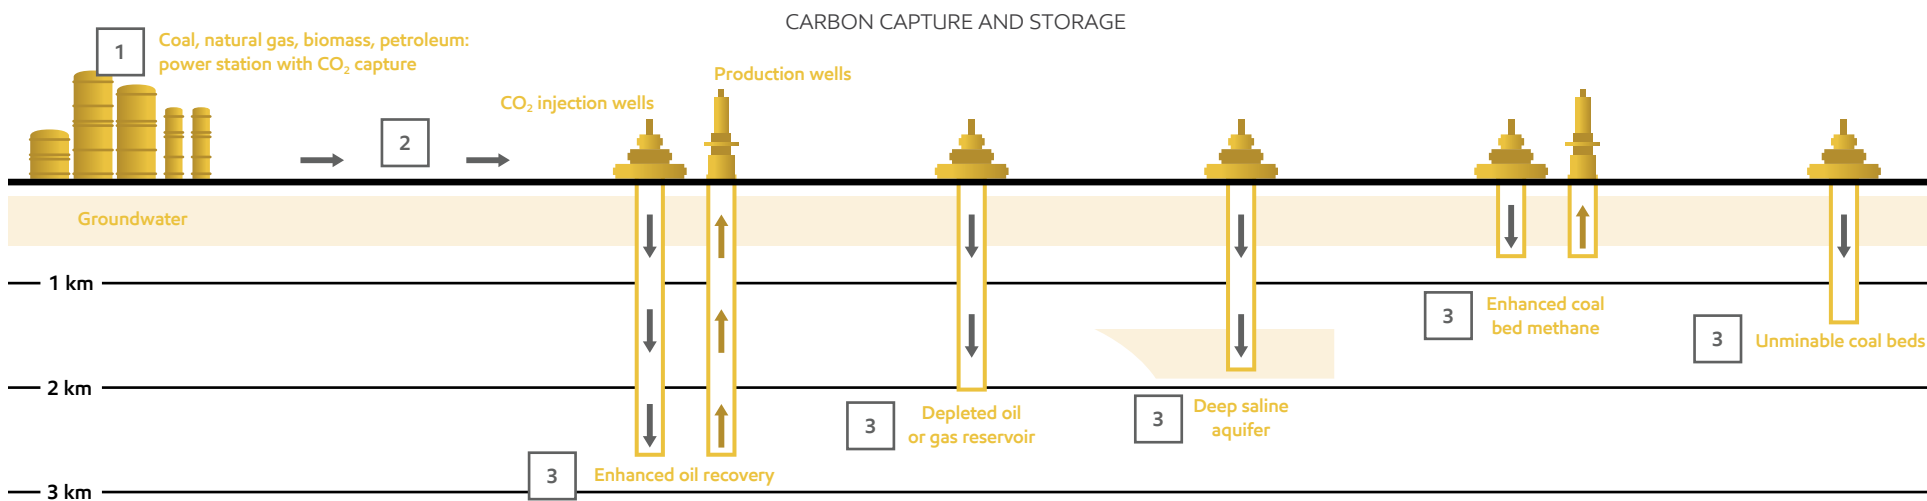 CARBON CAPTURE AND STORAGE
1
Coal, natural gas, biomass, petroleum:
power station with CO₂ capture
2
CO₂ injection wells
Production wells
Groundwater
1 km
2 km
3 km
3
Enhanced oil recovery
3
Depleted oil
or gas reservoir
3
Deep saline
aquifer
3
Enhanced coal
bed methane
3
Unminable coal beds